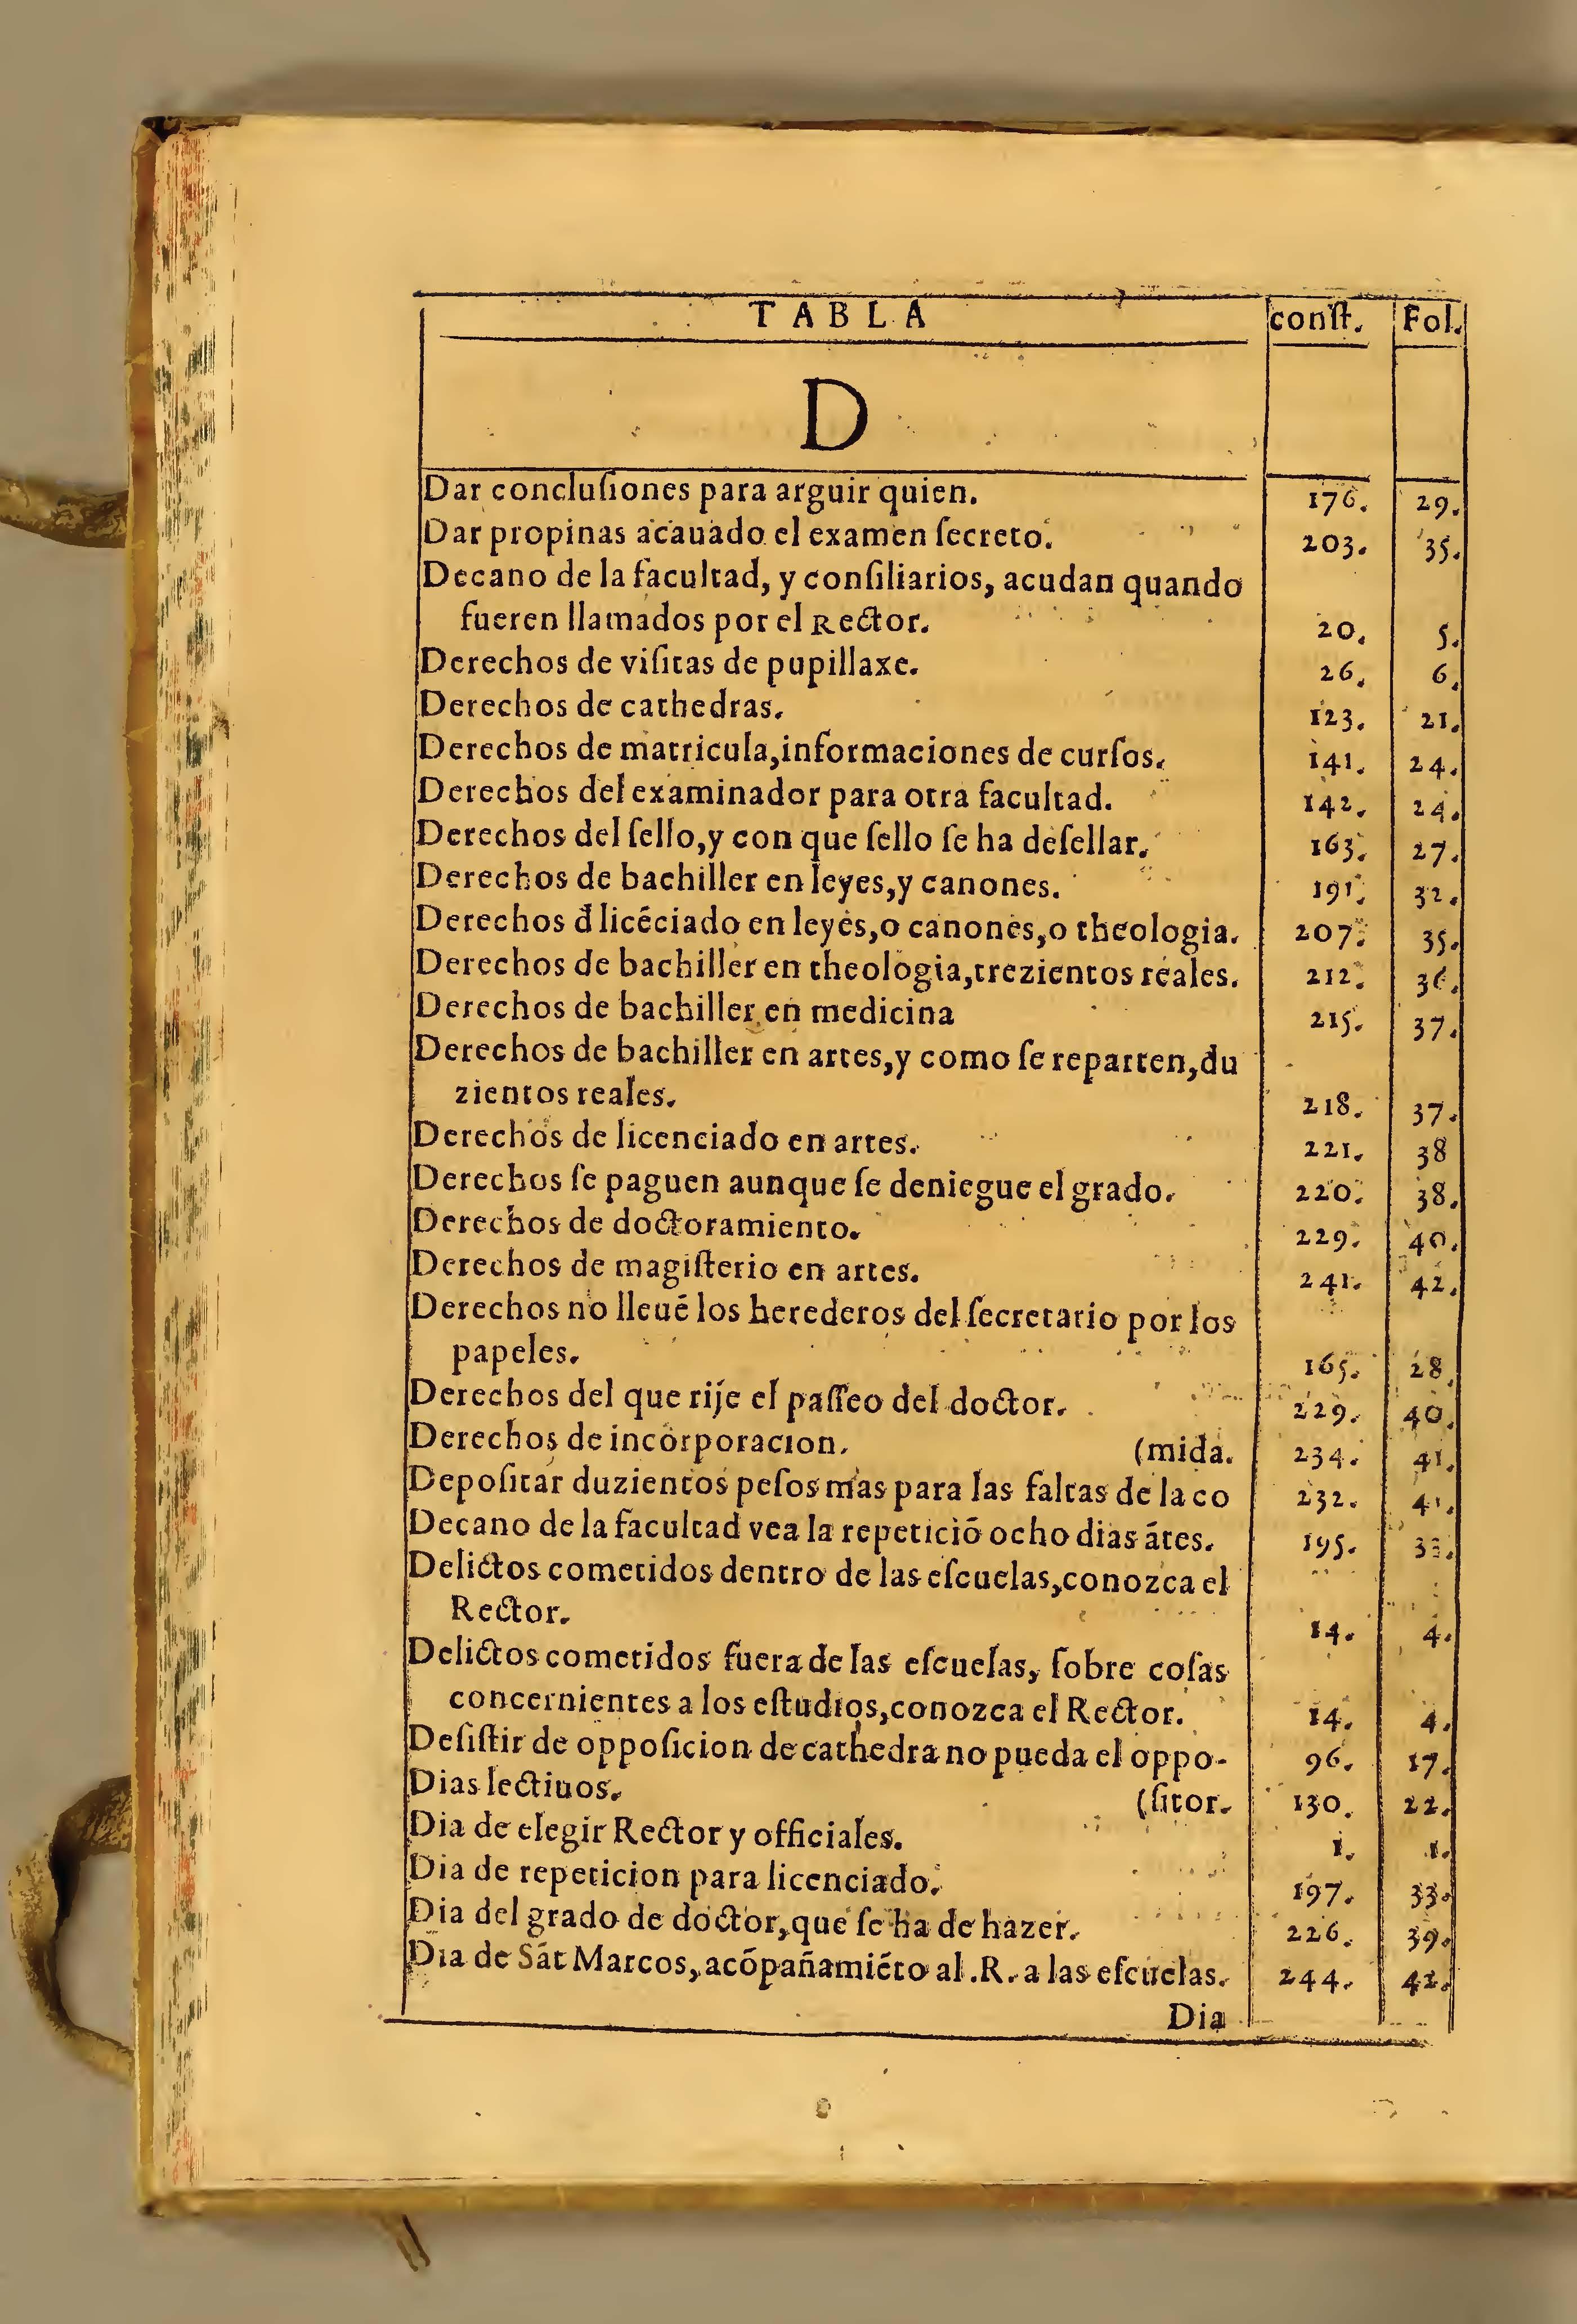 TABLA const. Fol.
D
Dar conclusiones para arguir quien. 176. 29.
Dar propinas acauado el examen secreto. 203. 35.
Decano de la facultad, y consiliarios, acudan quando
fueren llamados por el Rector. 20. 5.
Derechos de visitas de pupillaxe. 26. 6.
Derechos de cathedras. 123. 21.
Derechos de matricula,informaciones de cursos. 141. 24.
Derechos del examinador para otra facultad. 142. 24.
Derechos del sello,y con que sello se ha desellar. 163. 27.
Derechos de bachiller en leyes,y canones. 191. 32.
Derechos đ licéciado en leyes,o canones,o theologia. 207. 35.
Derechos de bachiller en theologia,trezientos reales. 212. 36.
Derechos de bachiller en medicina 215. 37.
Derechos de bachiller en artes,y como se reparten,du
zientos reales. 218. 37.
Derechos de licenciado en artes. 221. 38
Derechos se paguen aunque se deniegue el grado. 220. 38.
Derechos de doctoramiento. 229. 40.
Derechos de magisterio en artes. 241. 42.
Derechos no lleué los herederos del secretario por los
papeles. 165. 28.
Derechos del que rije el passeo del doctor. 229. 40.
Derechos de incorporacion. (mida. 234. 41.
Depositar duzientos pesos mas para las faltas de la co 232. 41.
Decano de la facultad vea la repetició ocho dias átes. 195. 33.
Delictos cometidos dentro de las escuelas,conozca el
Rector. 14. 4.
Delictos cometidos fuera de las escuelas, sobre cosas
concernientes a los estudios,conozca el Rector. 14. 4.
Desistir de opposicion de cathedra no pueda el oppo- 96. 17.
Dias lectiuos. (sitor. 130. 22.
Dia de elegir Rector y officiales. 1. 1.
Dia de repeticion para licenciado. 197. 33.
Dia del grado de doctor,que se ha de hazer. 226. 39.
Dia de Sát Marcos, acópañamiéto al .R. a las escuelas. 244. 42.
Dia